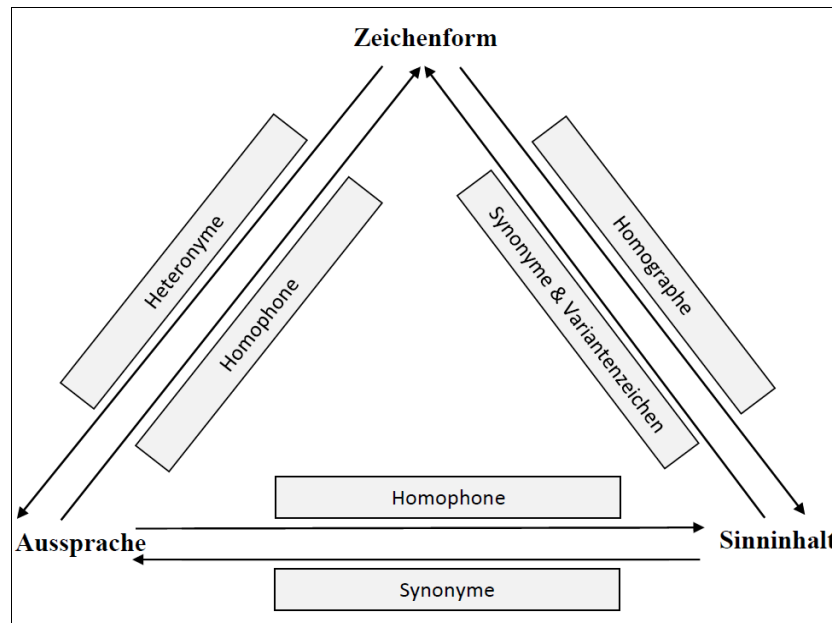 Zeichenform
Heteronyme
Homophone
Synonyme & Variantenzeichen
Homographe
Homophone
Aussprache
Sinninhalt
Synonyme